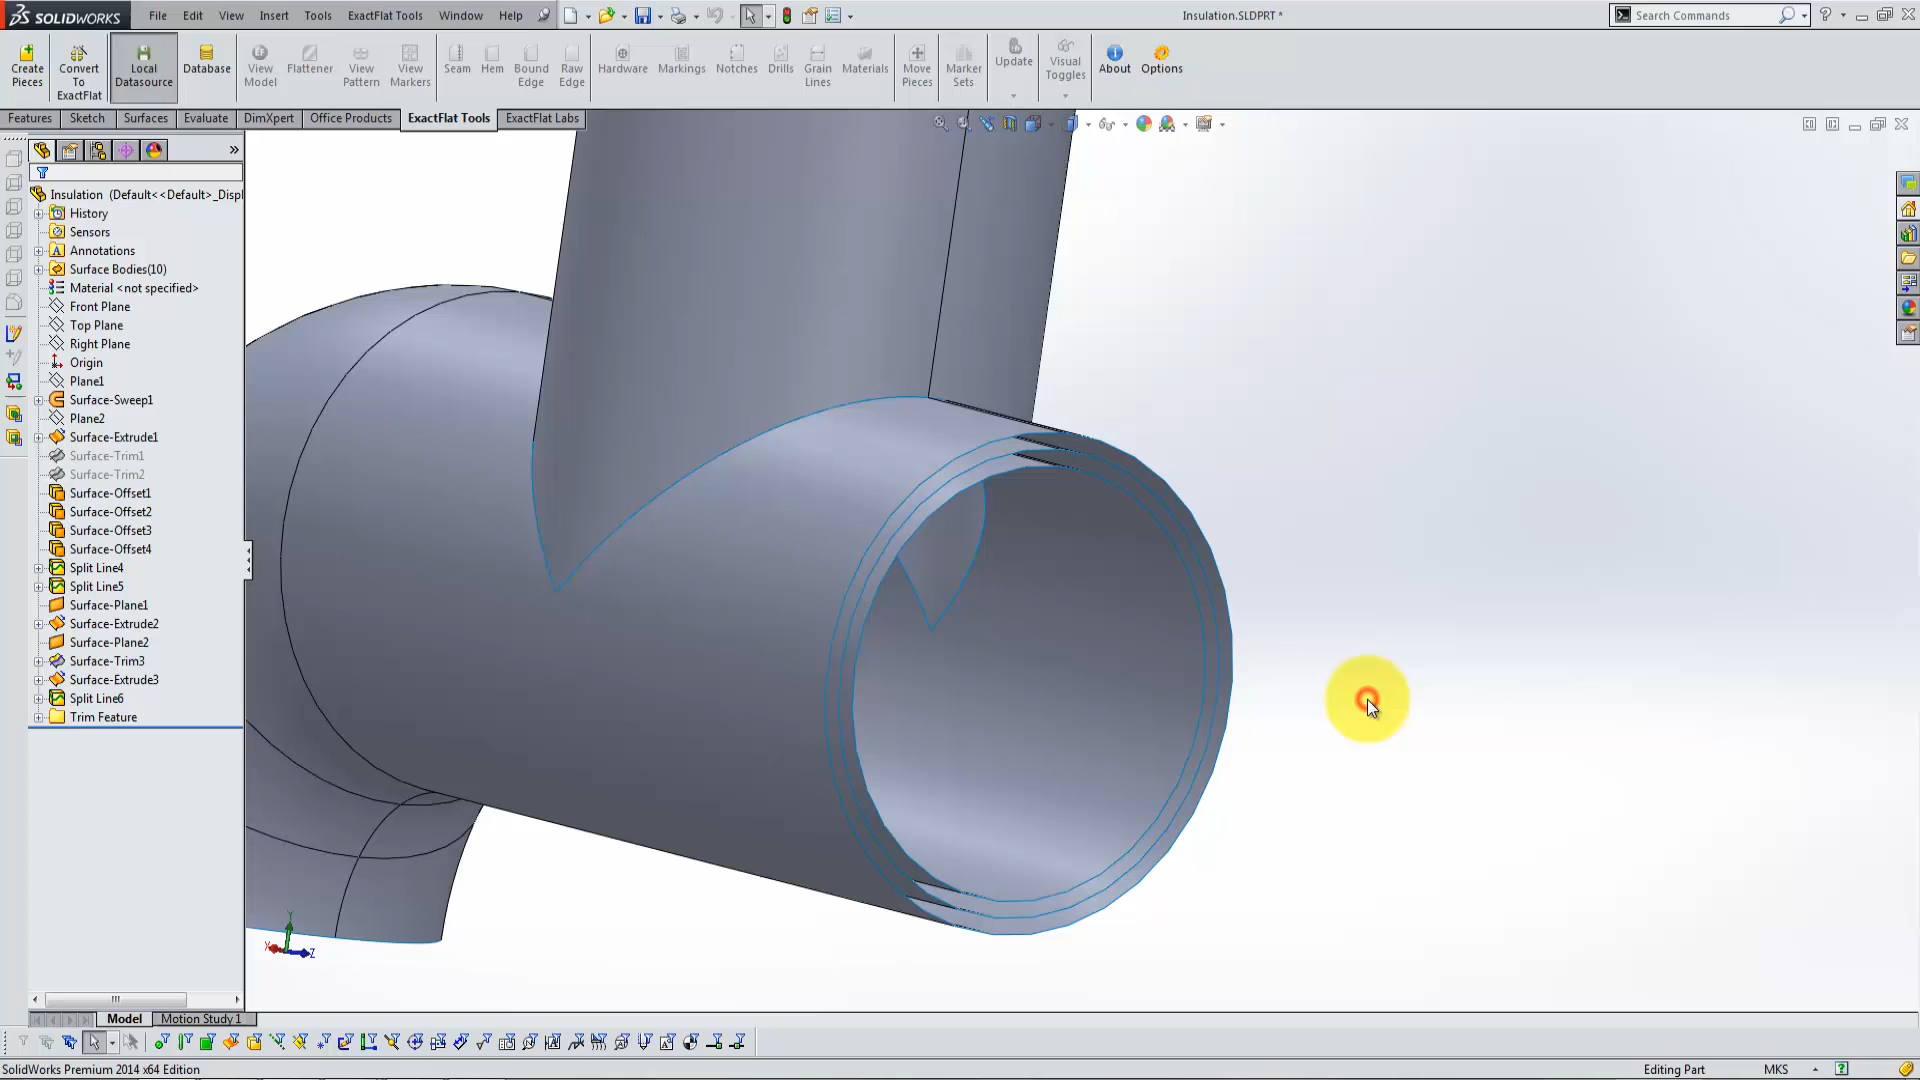 SOLIDWORKS File Edit View Insert Tools ExactFlat Tools Window Help Insulation.SLDPRT * Search Commands
Create Pieces
Convert To ExactFlat
Local Datasource
Database
View Model
Flattener
View Pattern
View Markers
Seam
Hem
Bound Edge
Raw Edge
Hardware
Markings
Notches
Drills
Grain Lines
Materials
Move Pieces
Marker Sets
Update
Visual Toggles
About
Options
Features Sketch Surfaces Evaluate DimXpert Office Products ExactFlat Tools ExactFlat Labs
Insulation (Default<<Default>_Displ
History
Sensors
Annotations
Surface Bodies(10)
Material <not specified>
Front Plane
Top Plane
Right Plane
Origin
Plane1
Surface-Sweep1
Plane2
Surface-Extrude1
Surface-Trim1
Surface-Trim2
Surface-Offset1
Surface-Offset2
Surface-Offset3
Surface-Offset4
Split Line4
Split Line5
Surface-Plane1
Surface-Extrude2
Surface-Plane2
Surface-Trim3
Surface-Extrude3
Split Line6
Trim Feature
Y
X
Z
Model Motion Study 1
SolidWorks Premium 2014 x64 Edition Editing Part MKS